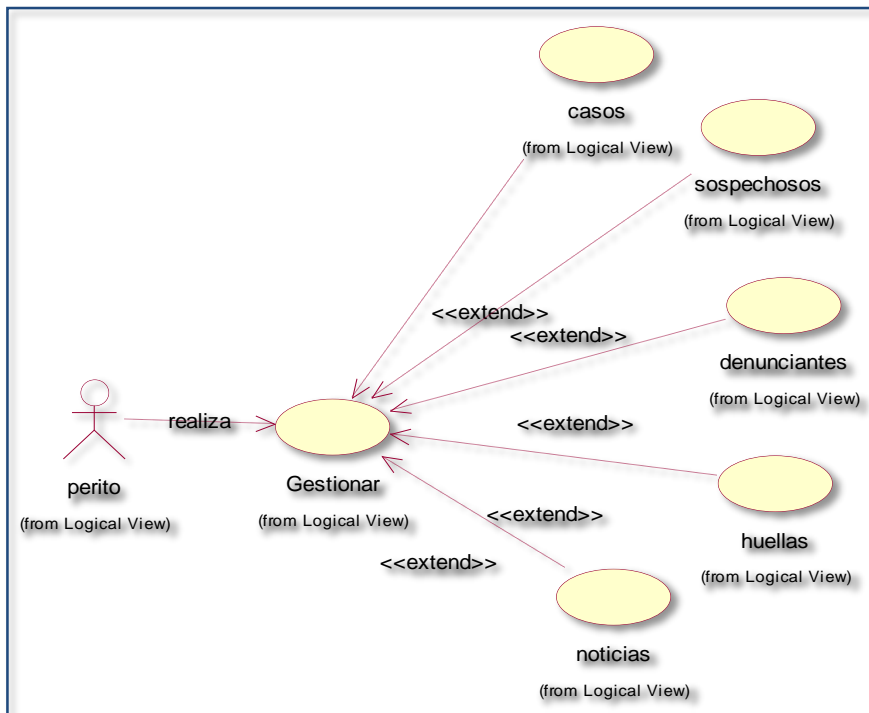 casos
(from Logical View)
sospechosos
(from Logical View)
<<extend>>
<<extend>>
denunciantes
(from Logical View)
realiza
<<extend>>
perito
(from Logical View)
Gestionar
(from Logical View)
<<extend>>
huellas
(from Logical View)
<<extend>>
noticias
(from Logical View)